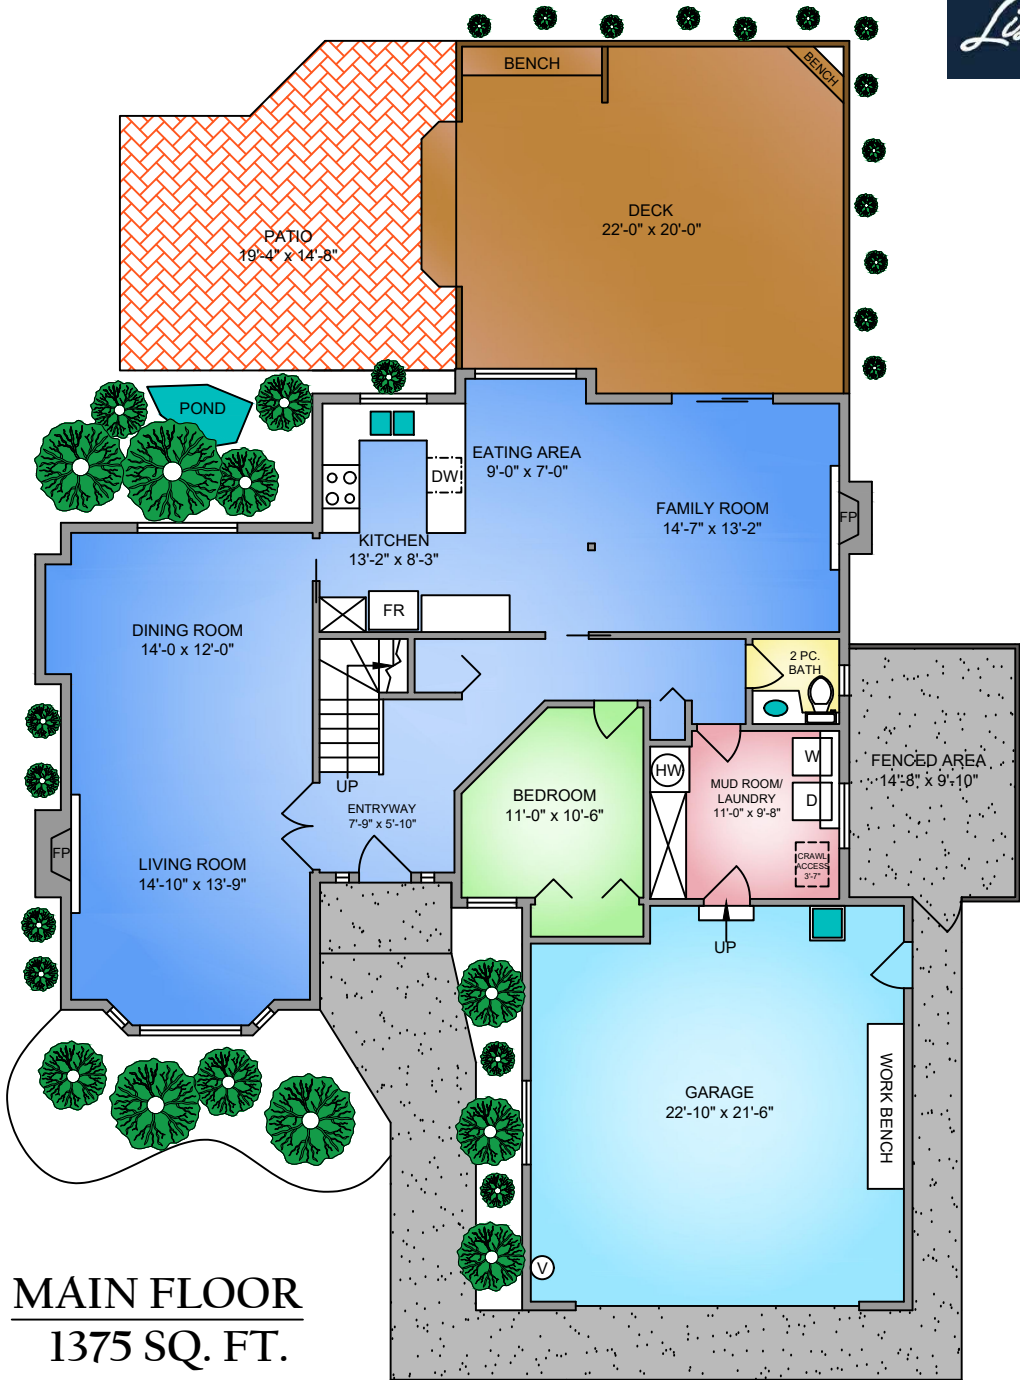 BENCH
BENCH
DECK
22'-0" x 20'-0"
PATIO
19'-4" x 14'-8"
POND
EATING AREA
9'-0" x 7'-0"
DW
FAMILY ROOM
14'-7" x 13'-2"
FP
KITCHEN
13'-2" x 8'-3"
FR
DINING ROOM
14'-0 x 12'-0"
2 PC.
BATH
FENCED AREA
14'-8" x 9'-10"
UP
ENTRYWAY
7'-9" x 5'-10"
BEDROOM
11'-0" x 10'-6"
HW
MUD ROOM/
LAUNDRY
11'-0" x 9'-8"
W
D
CRAWL
ACCESS
3'-7"
FP
LIVING ROOM
14'-10" x 13'-9"
UP
GARAGE
22'-10" x 21'-6"
WORK BENCH
V
MAIN FLOOR
1375 SQ. FT.